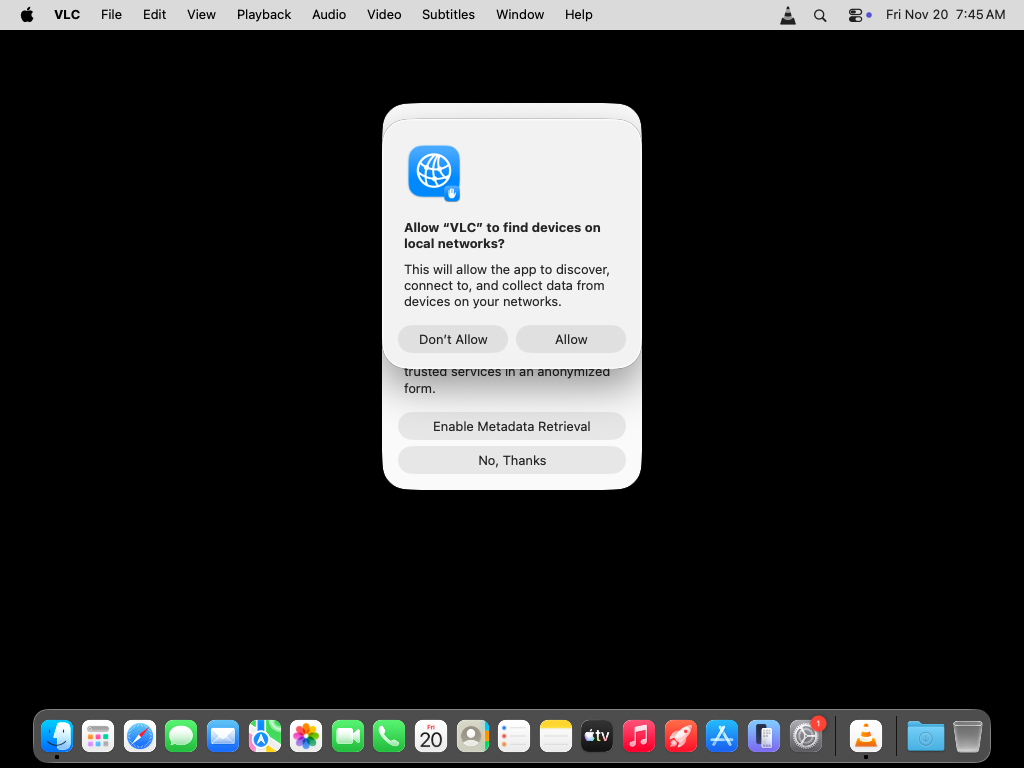 VLC File Edit View Playback Audio Video Subtitles Window Help Fri Nov 20 7:45 AM
Allow “VLC” to find devices on
local networks?
This will allow the app to discover,
connect to, and collect data from
devices on your networks.
Don’t Allow Allow
trusted services in an anonymized
form.
Enable Metadata Retrieval
No, Thanks
Fri
20
tv
1